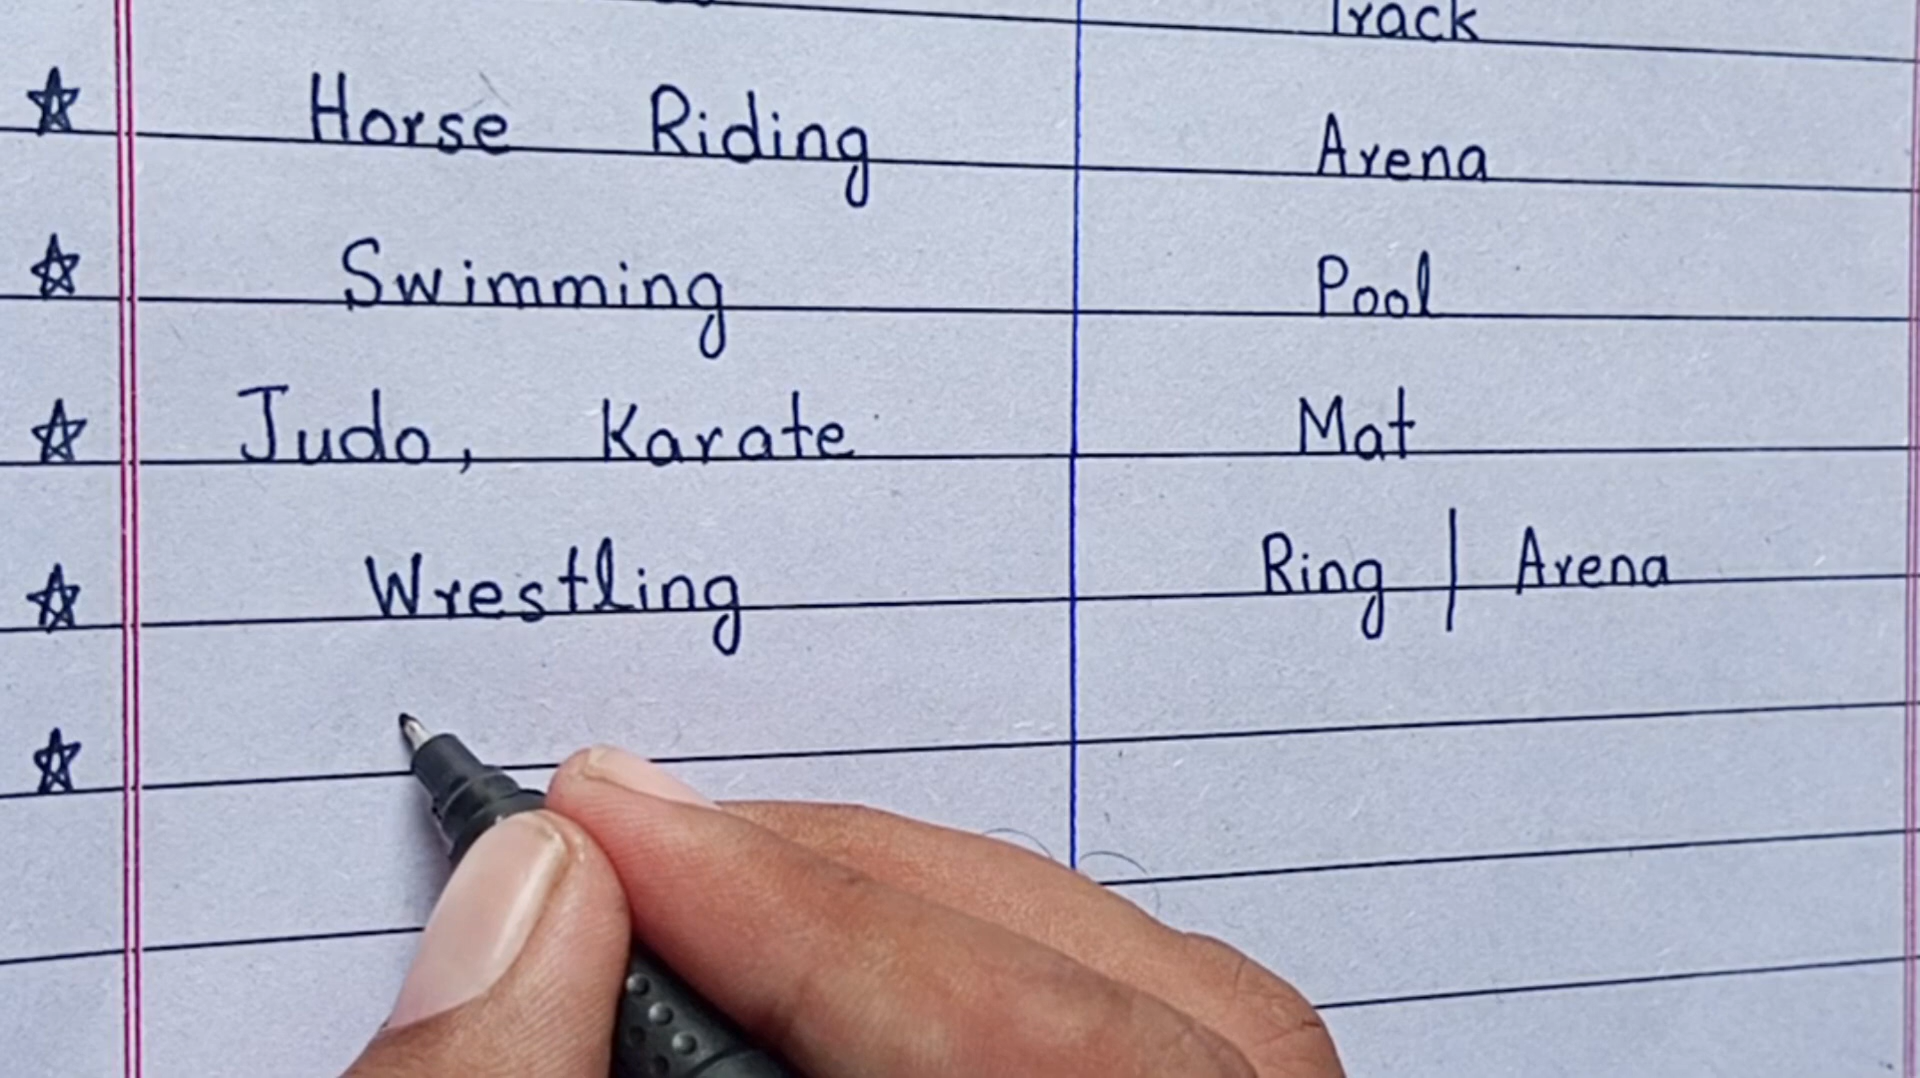 Track
Horse Riding Arena
Swimming Pool
Judo, Karate Mat
Wrestling Ring | Arena